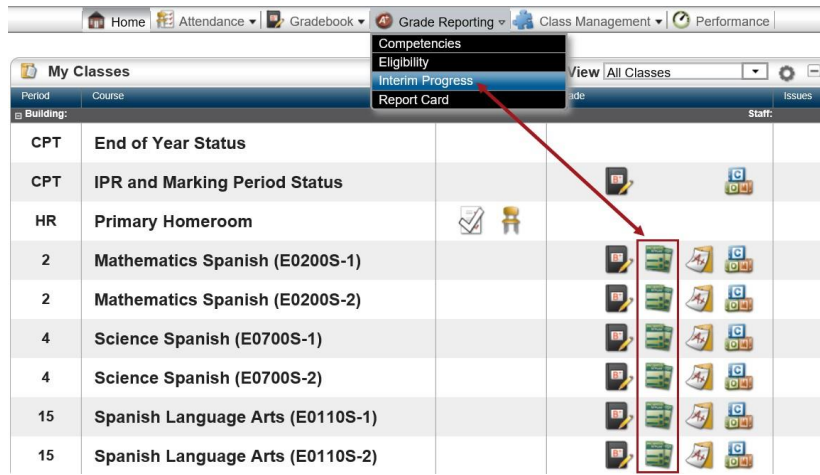 Home Attendance Gradebook Grade Reporting Class Management Performance
Competencies
Eligibility
Interim Progress
Report Card
My Classes View All Classes
Period Course ade Issues
Building: Staff:
CPT End of Year Status
CPT IPR and Marking Period Status
HR Primary Homeroom
2 Mathematics Spanish (E0200S-1)
2 Mathematics Spanish (E0200S-2)
4 Science Spanish (E0700S-1)
4 Science Spanish (E0700S-2)
15 Spanish Language Arts (E0110S-1)
15 Spanish Language Arts (E0110S-2)